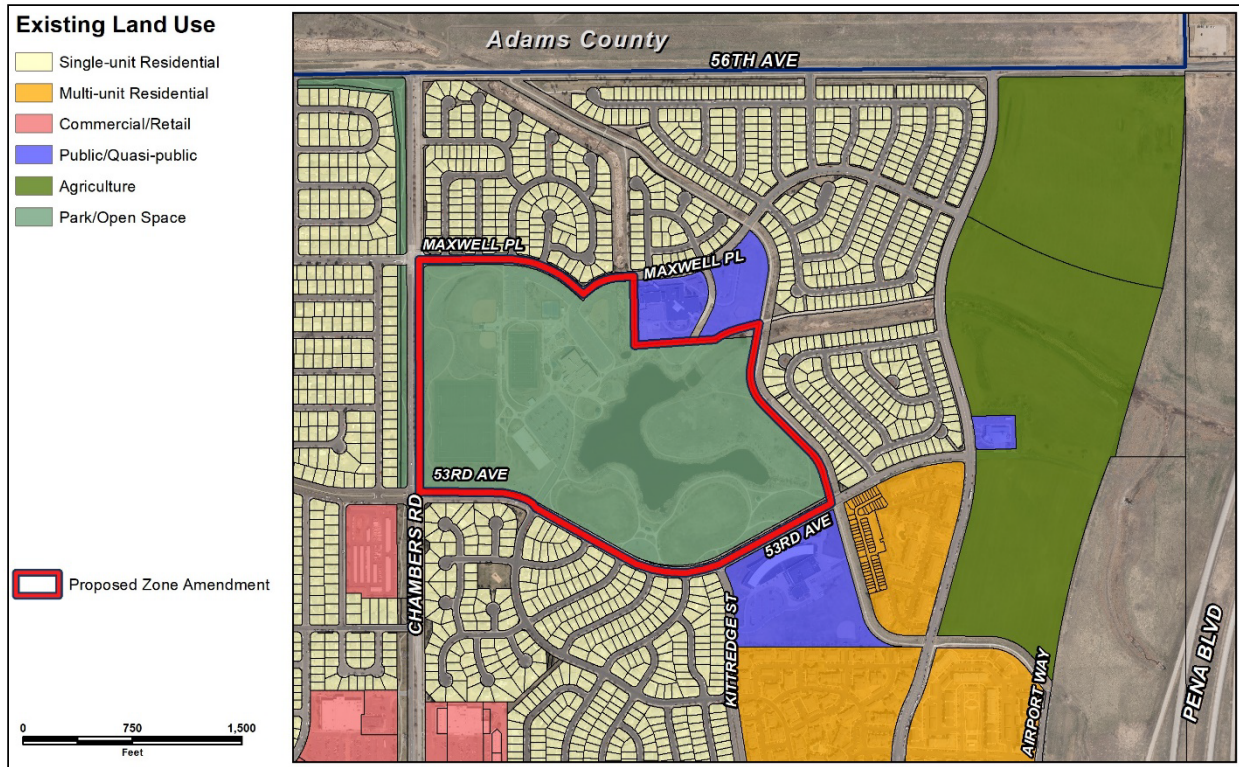 Existing Land Use
Single-unit Residential
Multi-unit Residential
Commercial/Retail
Public/Quasi-public
Agriculture
Park/Open Space
Proposed Zone Amendment
0 750 1,500
Feet
Adams County
56TH AVE
MAXWELL PL
MAXWELL PL
53RD AVE
CHAMBERS RD
53RD AVE
KITTREDGE ST
AIRPORT WAY
PENA BLVD